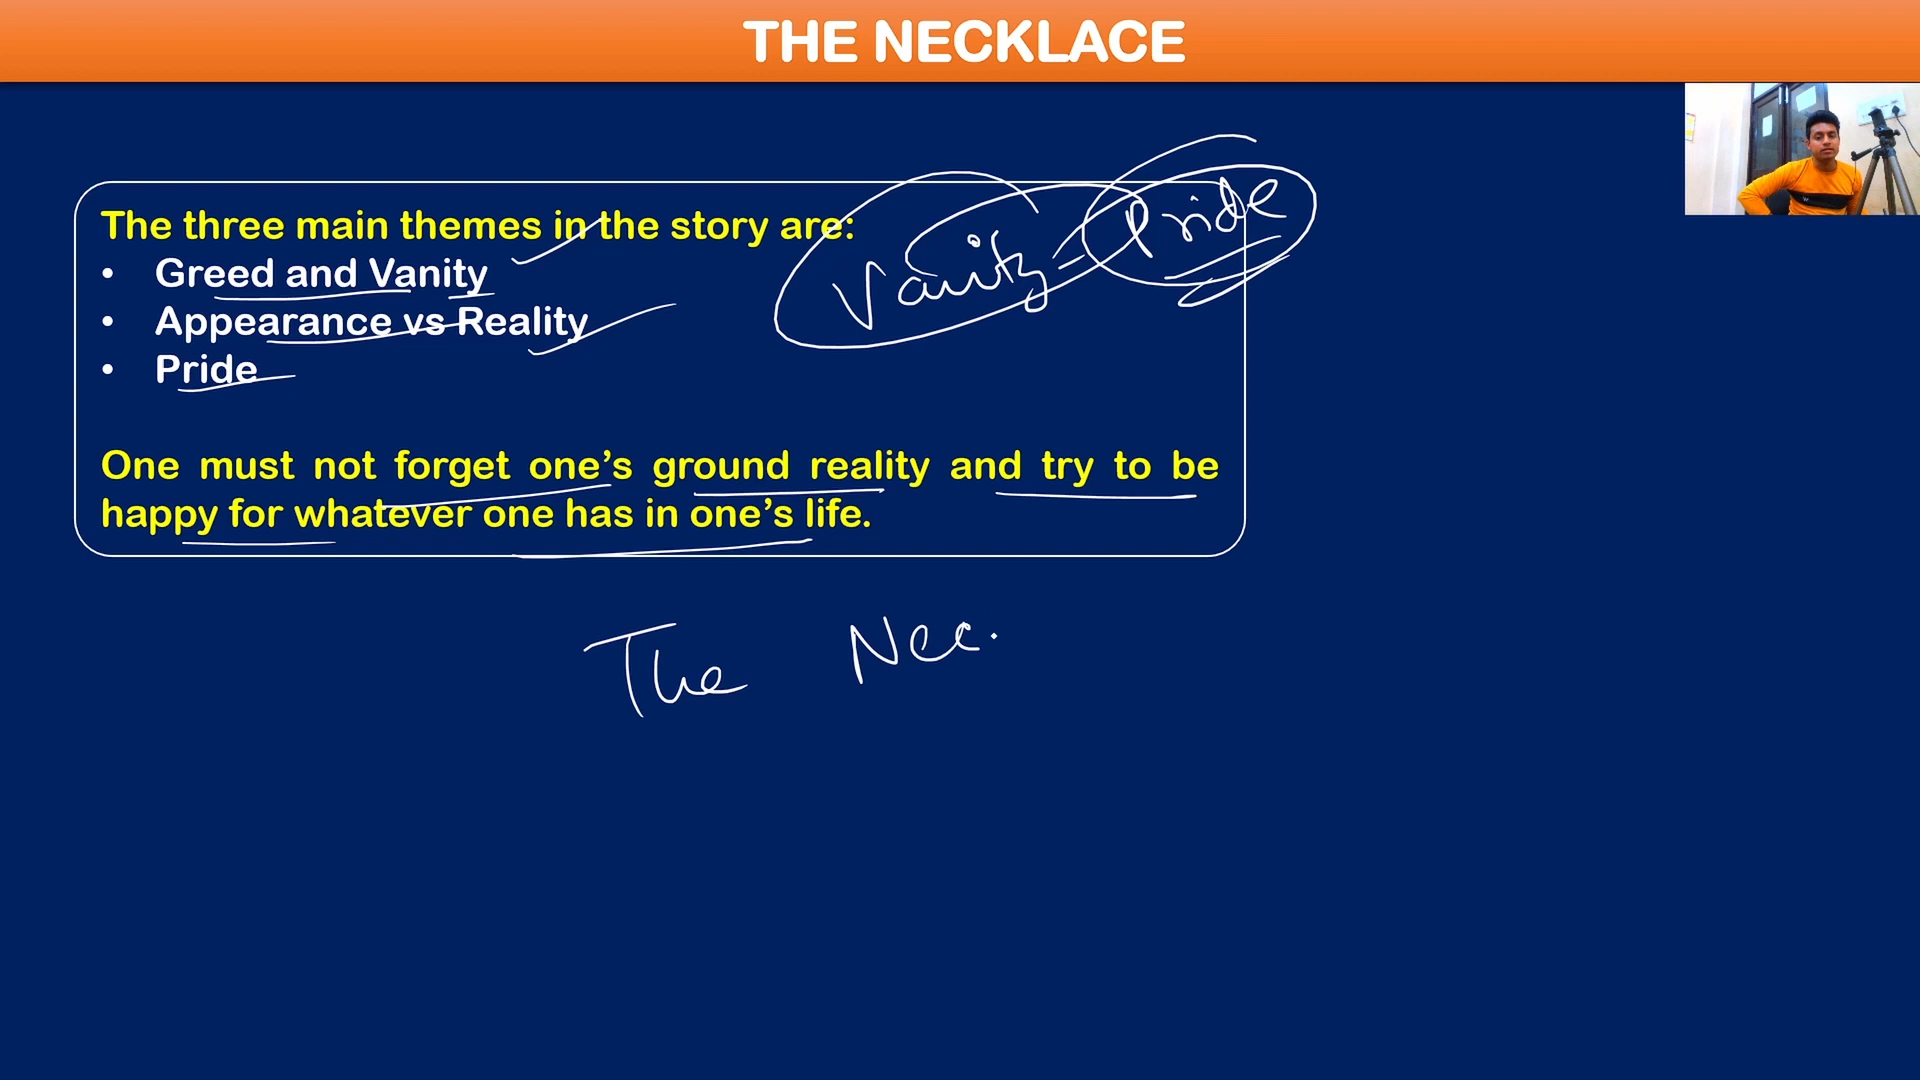 THE NECKLACE
The three main themes in the story are:
• Greed and Vanity
• Appearance vs Reality
• Pride
Vanity = Pride
One must not forget one’s ground reality and try to be
happy for whatever one has in one’s life.
The Nec.